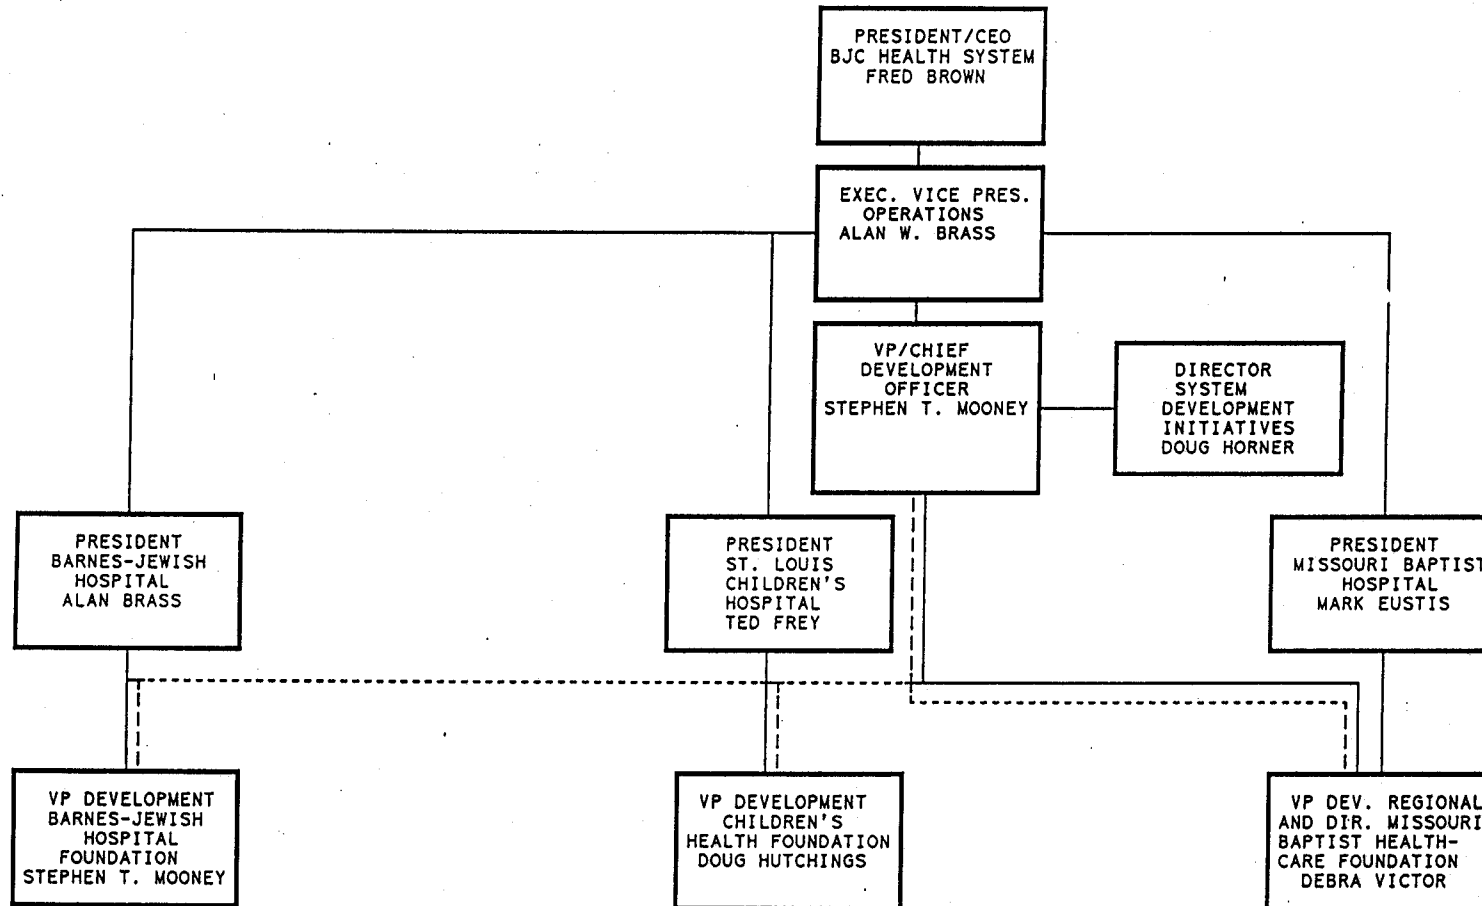 PRESIDENT/CEO
BJC HEALTH SYSTEM
FRED BROWN
EXEC. VICE PRES.
OPERATIONS
ALAN W. BRASS
VP/CHIEF
DEVELOPMENT
OFFICER
STEPHEN T. MOONEY
DIRECTOR
SYSTEM
DEVELOPMENT
INITIATIVES
DOUG HORNER
PRESIDENT
BARNES-JEWISH
HOSPITAL
ALAN BRASS
PRESIDENT
ST. LOUIS
CHILDREN'S
HOSPITAL
TED FREY
PRESIDENT
MISSOURI BAPTIST
HOSPITAL
MARK EUSTIS
VP DEVELOPMENT
BARNES-JEWISH
HOSPITAL
FOUNDATION
STEPHEN T. MOONEY
VP DEVELOPMENT
CHILDREN'S
HEALTH FOUNDATION
DOUG HUTCHINGS
VP DEV. REGIONAL
AND DIR. MISSOURI
BAPTIST HEALTH-
CARE FOUNDATION
DEBRA VICTOR